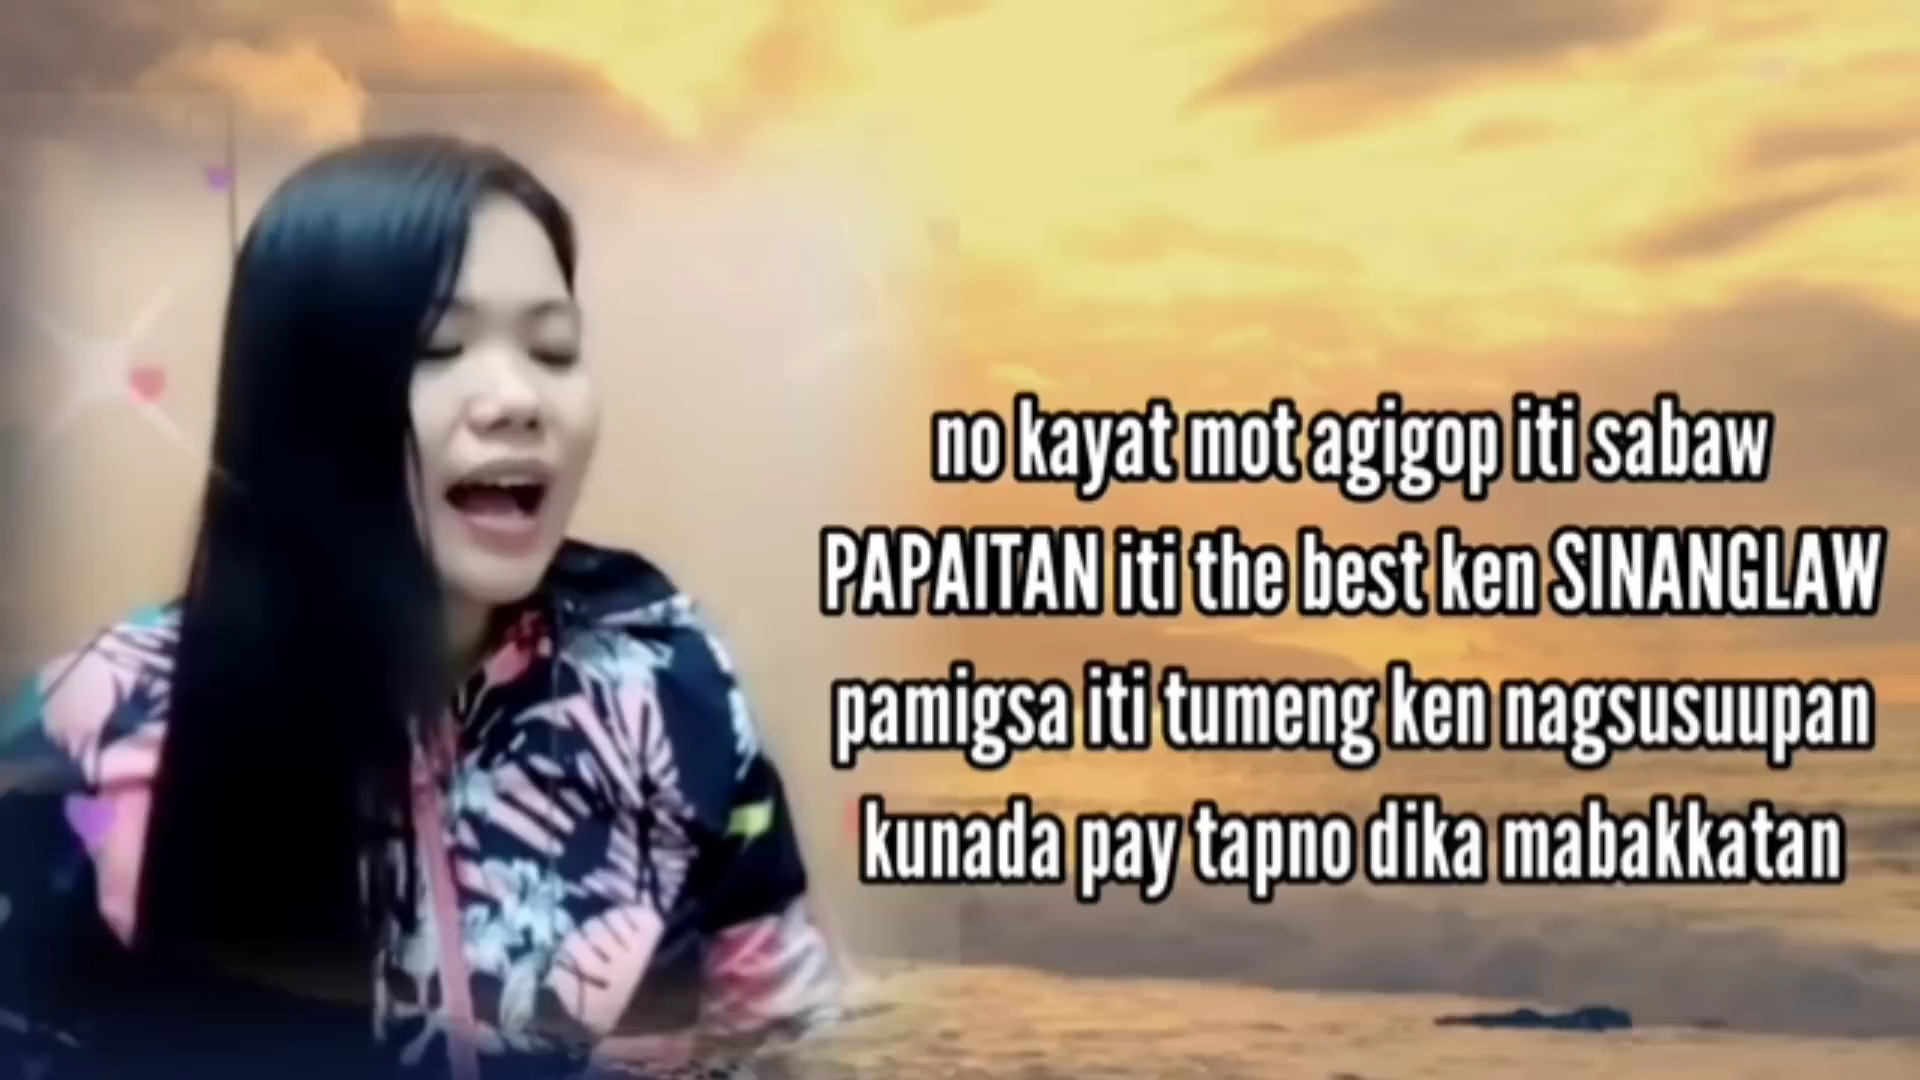 no kayat mot agigop iti sabaw
PAPAITAN iti the best ken SINANGLAW
pamigsa iti tumeng ken nagsusuupan
kunada pay tapno dika mabakkatan